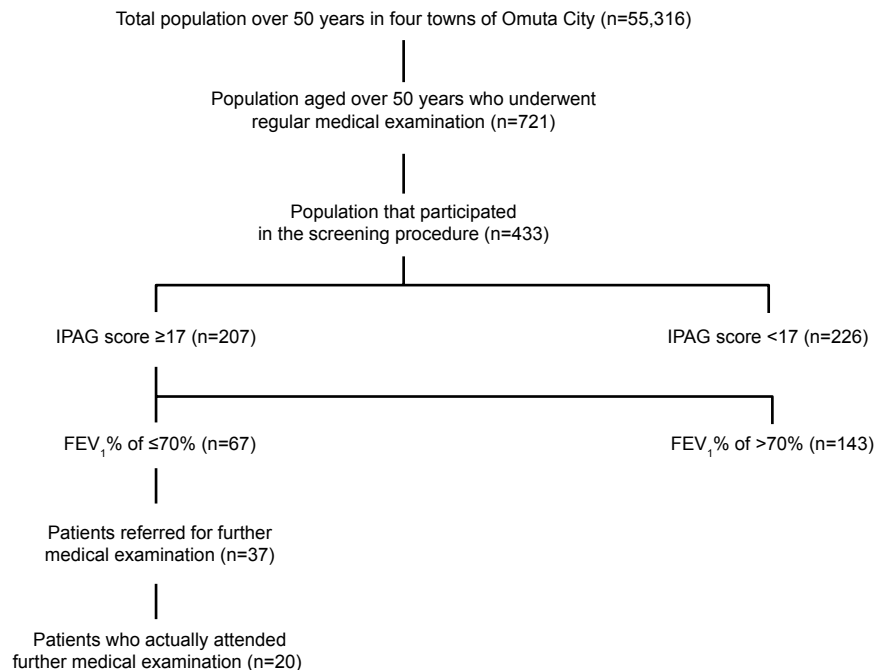 Total population over 50 years in four towns of Omuta City (n=55,316)
Population aged over 50 years who underwent
regular medical examination (n=721)
Population that participated
in the screening procedure (n=433)
IPAG score ≥17 (n=207)
IPAG score <17 (n=226)
FEV₁% of ≤70% (n=67)
FEV₁% of >70% (n=143)
Patients referred for further
medical examination (n=37)
Patients who actually attended
further medical examination (n=20)